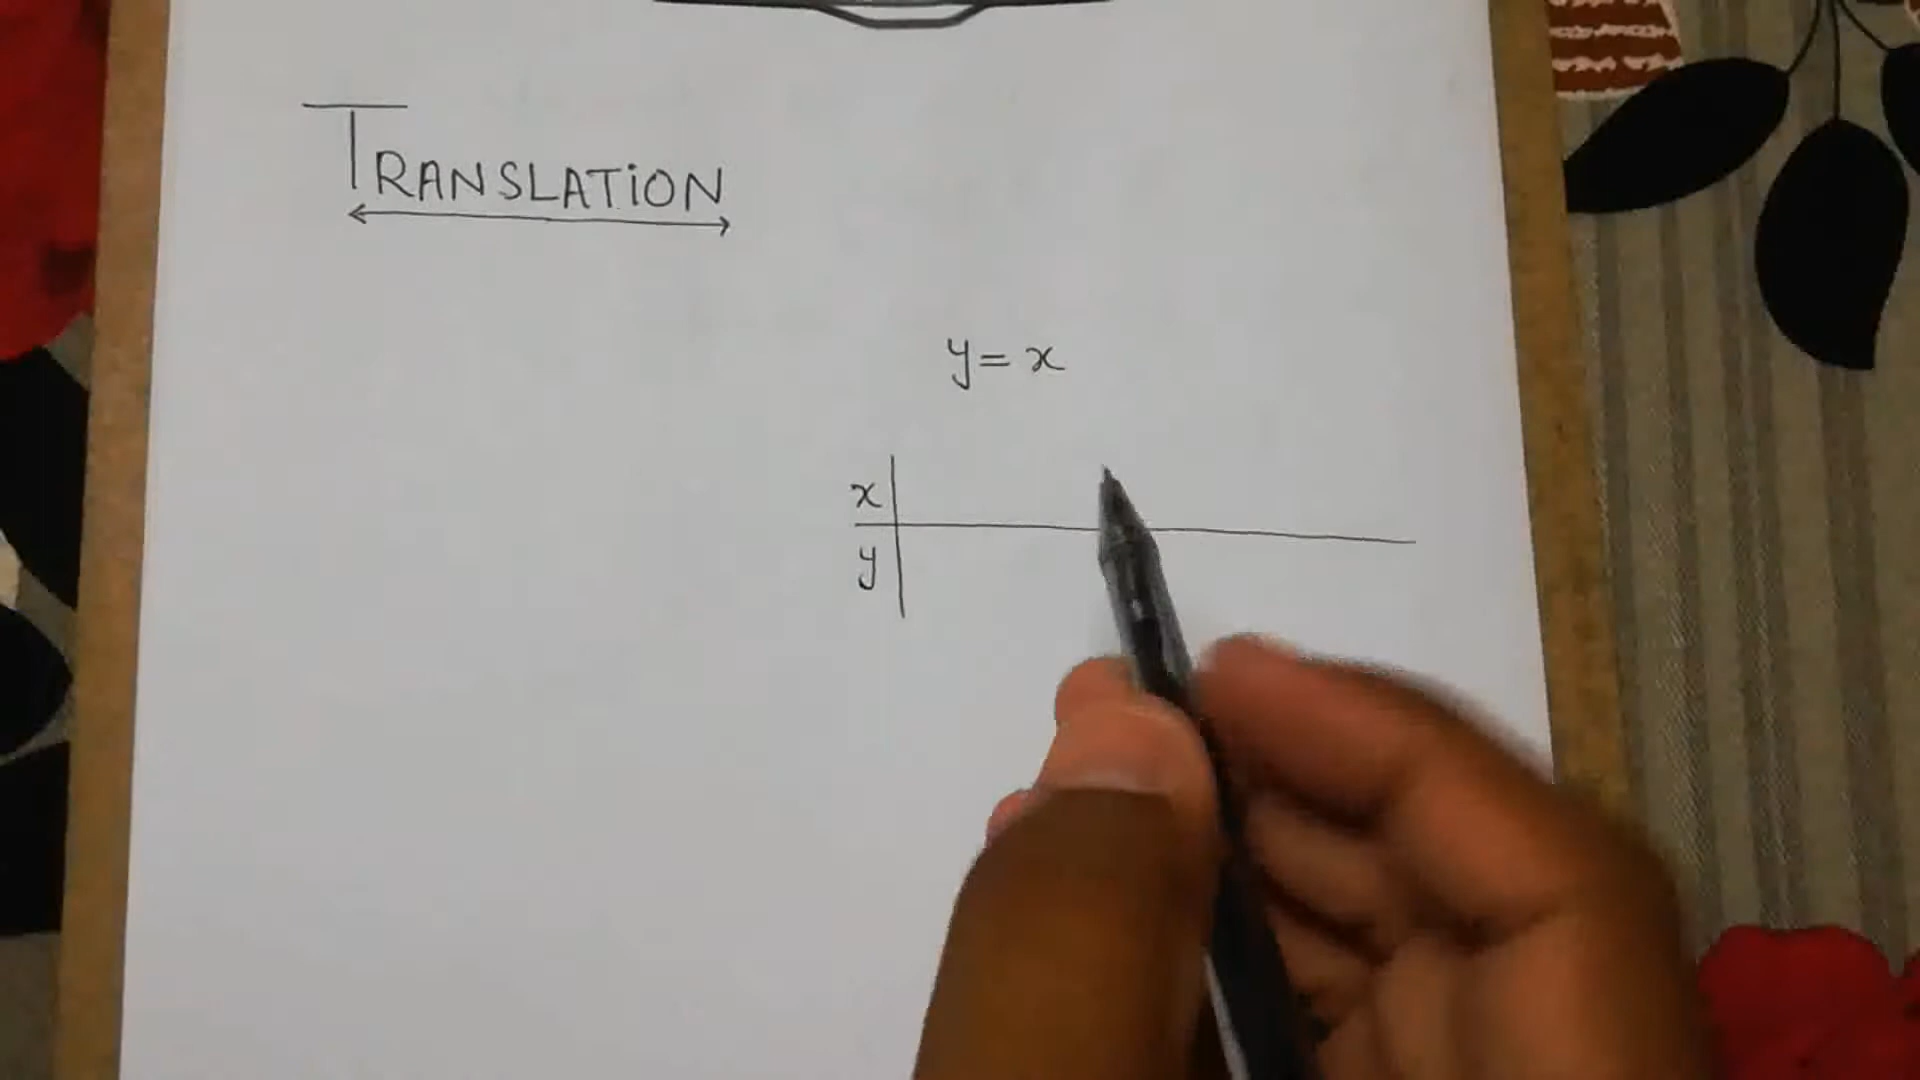 TRANSLATION
y = x
x
y